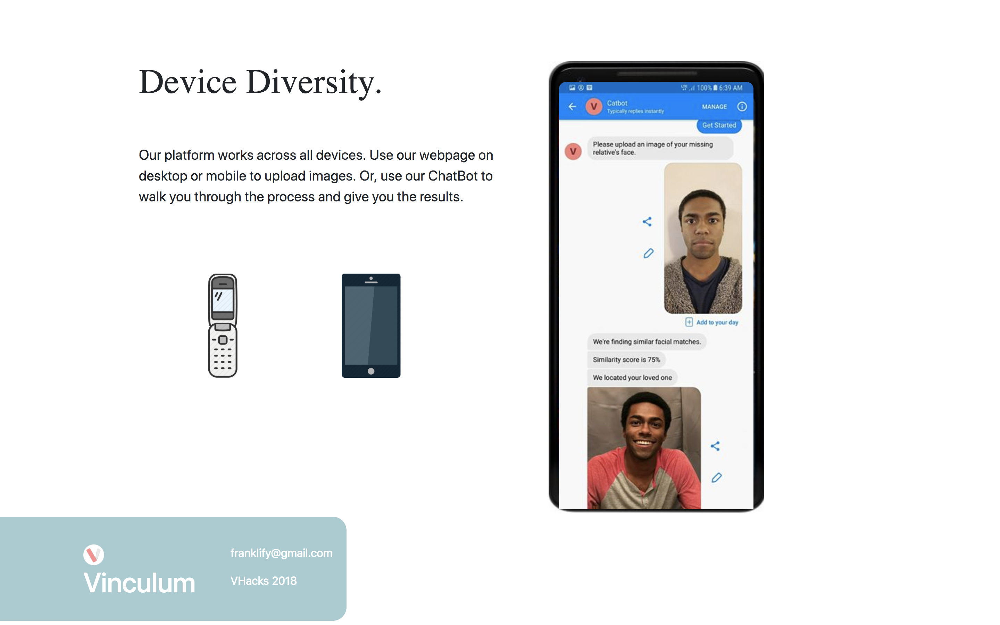 Device Diversity.
Our platform works across all devices. Use our webpage on
desktop or mobile to upload images. Or, use our ChatBot to
walk you through the process and give you the results.
LTE 100% 6:39 AM
V
Catbot
Typically replies instantly
MANAGE
Get Started
V
Please upload an image of your missing
relative's face.
Add to your day
We're finding similar facial matches.
Similarity score is 75%
We located your loved one
V
Vinculum
franklify@gmail.com
VHacks 2018